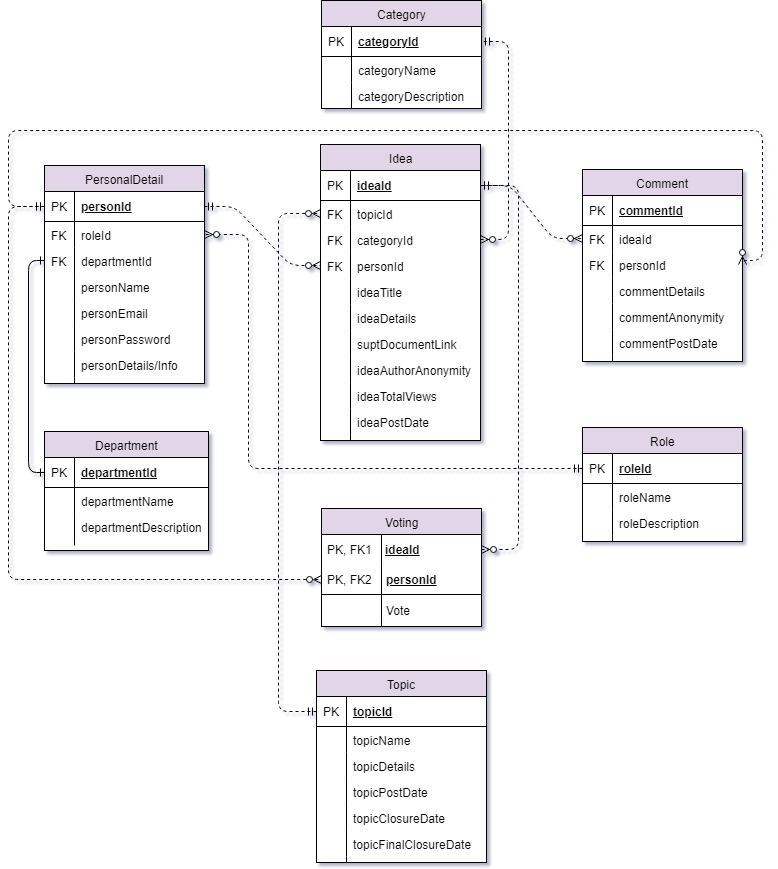 Category
PK categoryId
categoryName
categoryDescription
PersonalDetail
PK personId
FK roleId
FK departmentId
personName
personEmail
personPassword
personDetails/Info
Idea
PK ideaId
FK topicId
FK categoryId
FK personId
ideaTitle
ideaDetails
suptDocumentLink
ideaAuthorAnonymity
ideaTotalViews
ideaPostDate
Comment
PK commentId
FK ideaId
FK personId
commentDetails
commentAnonymity
commentPostDate
Department
PK departmentId
departmentName
departmentDescription
Role
PK roleId
roleName
roleDescription
Voting
PK, FK1 ideaId
PK, FK2 personId
Vote
Topic
PK topicId
topicName
topicDetails
topicPostDate
topicClosureDate
topicFinalClosureDate